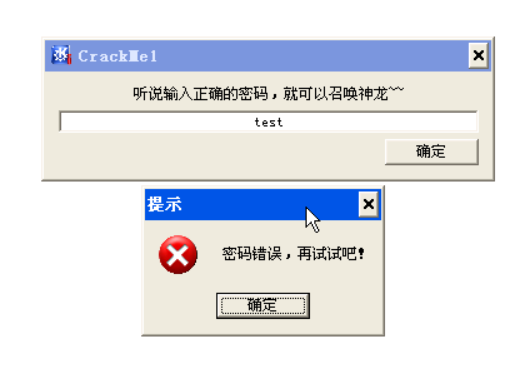 CrackMe1
听说输入正确的密码，就可以召唤神龙~~
test
确定
提示
密码错误，再试试吧!
确定